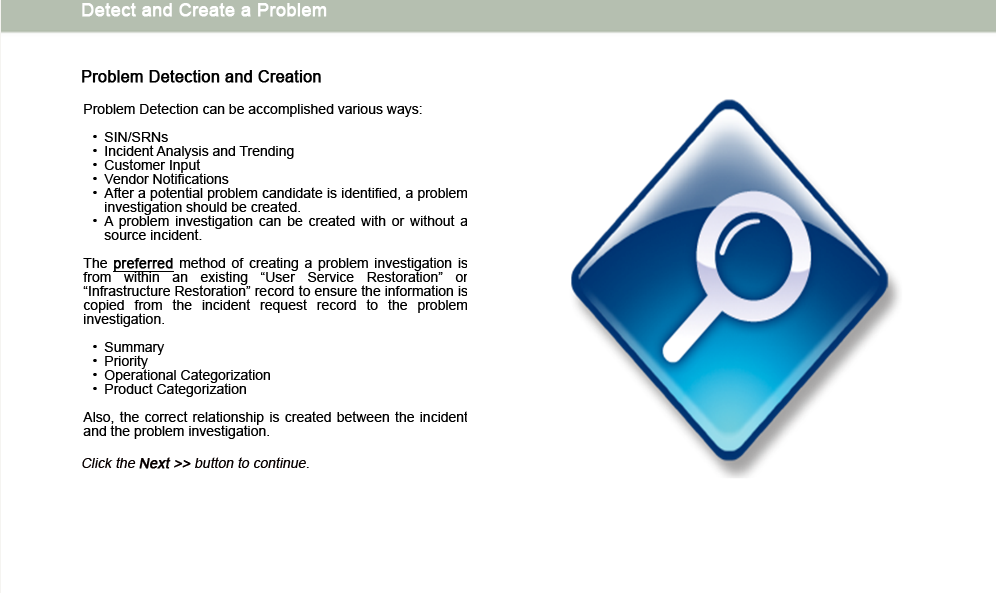 Detect and Create a Problem
Problem Detection and Creation
Problem Detection can be accomplished various ways:
• SIN/SRNs
• Incident Analysis and Trending
• Customer Input
• Vendor Notifications
• After a potential problem candidate is identified, a problem
investigation should be created.
• A problem investigation can be created with or without a
source incident.
The preferred method of creating a problem investigation is
from within an existing “User Service Restoration” or
“Infrastructure Restoration” record to ensure the information is
copied from the incident request record to the problem
investigation.
• Summary
• Priority
• Operational Categorization
• Product Categorization
Also, the correct relationship is created between the incident
and the problem investigation.
Click the Next >> button to continue.